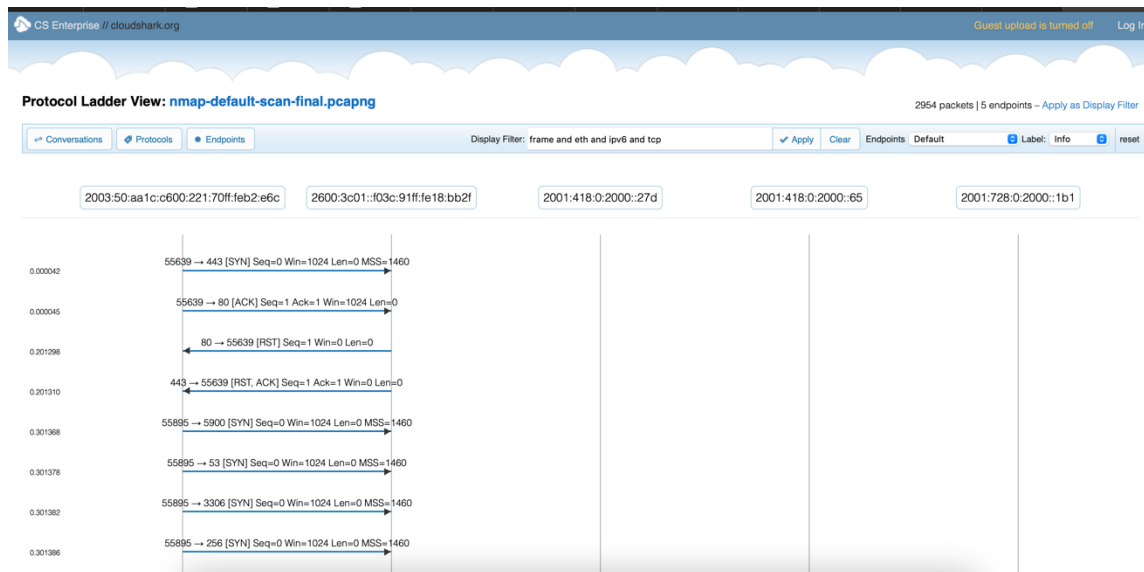 CS Enterprise // cloudshark.org Guest upload is turned off Log In
Protocol Ladder View: nmap-default-scan-final.pcapng 2954 packets | 5 endpoints – Apply as Display Filter
Conversations Protocols Endpoints Display Filter: frame and eth and ipv6 and tcp Apply Clear Endpoints Default Label: Info reset
2003:50:aa1c:c600:221:70ff:feb2:e6c 2600:3c01::f03c:91ff:fe18:bb2f 2001:418:0:2000::27d 2001:418:0:2000::65 2001:728:0:2000::1b1
55639 → 443 [SYN] Seq=0 Win=1024 Len=0 MSS=1460
0.000042
55639 → 80 [ACK] Seq=1 Ack=1 Win=1024 Len=0
0.000045
80 → 55639 [RST] Seq=1 Win=0 Len=0
0.201298
443 → 55639 [RST, ACK] Seq=1 Ack=1 Win=0 Len=0
0.201310
55895 → 5900 [SYN] Seq=0 Win=1024 Len=0 MSS=1460
0.301368
55895 → 53 [SYN] Seq=0 Win=1024 Len=0 MSS=1460
0.301378
55895 → 3306 [SYN] Seq=0 Win=1024 Len=0 MSS=1460
0.301382
55895 → 256 [SYN] Seq=0 Win=1024 Len=0 MSS=1460
0.301386